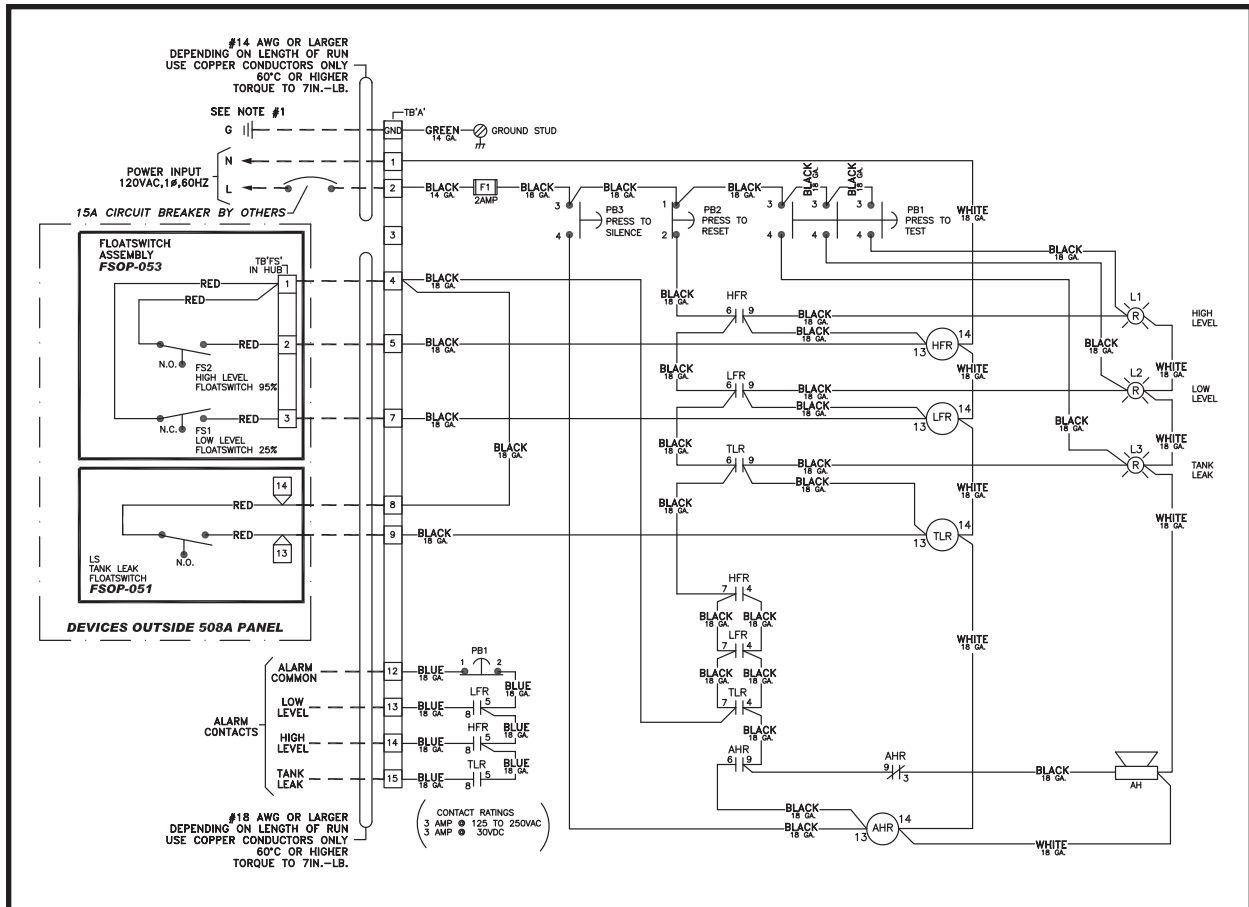 #14 AWG OR LARGER
DEPENDING ON LENGTH OF RUN
USE COPPER CONDUCTORS ONLY
60°C OR HIGHER
TORQUE TO 7IN.-LB.
SEE NOTE #1
G
TB'A'
GND
GREEN
14 GA.
GROUND STUD
N
1
POWER INPUT
120VAC,1ø,60HZ
L
2
BLACK
14 GA.
F1
2AMP
BLACK
18 GA.
BLACK
18 GA.
BLACK
18 GA.
BLACK
18 GA.
BLACK
18 GA.
15A CIRCUIT BREAKER BY OTHERS
3
3
4
PB3
PRESS TO
SILENCE
1
2
PB2
PRESS TO
RESET
3
4
3
4
3
4
PB1
PRESS TO
TEST
WHITE
18 GA.
FLOATSWITCH
ASSEMBLY
FSOP-053
TB'FS'
IN HUB
RED
RED
1
4
BLACK
18 GA.
BLACK
18 GA.
BLACK
18 GA.
HFR
6
9
BLACK
18 GA.
BLACK
18 GA.
L1
R
HIGH
LEVEL
N.O.
RED
2
FS2
HIGH LEVEL
FLOATSWITCH 95%
5
BLACK
18 GA.
13
HFR
14
BLACK
18 GA.
WHITE
18 GA.
WHITE
18 GA.
BLACK
18 GA.
LFR
6
9
BLACK
18 GA.
BLACK
18 GA.
L2
R
LOW
LEVEL
N.C.
RED
3
FS1
LOW LEVEL
FLOATSWITCH 25%
7
BLACK
18 GA.
13
LFR
14
BLACK
18 GA.
BLACK
18 GA.
TLR
6
9
BLACK
18 GA.
BLACK
18 GA.
WHITE
18 GA.
L3
R
TANK
LEAK
14
RED
8
BLACK
18 GA.
WHITE
18 GA.
WHITE
18 GA.
RED
13
N.O.
LS
TANK LEAK
FLOATSWITCH
FSOP-051
9
BLACK
18 GA.
13
TLR
14
DEVICES OUTSIDE 508A PANEL
HFR
7
4
BLACK
18 GA.
BLACK
18 GA.
LFR
7
4
BLACK
18 GA.
BLACK
18 GA.
TLR
7
4
BLACK
18 GA.
WHITE
18 GA.
ALARM
CONTACTS
ALARM
COMMON
12
BLUE
18 GA.
1
PB1
2
BLUE
18 GA.
LOW
LEVEL
13
BLUE
18 GA.
LFR
8
5
BLUE
18 GA.
HIGH
LEVEL
14
BLUE
18 GA.
HFR
8
5
BLUE
18 GA.
TANK
LEAK
15
BLUE
18 GA.
TLR
8
5
AHR
6
9
AHR
9
3
BLACK
18 GA.
AH
CONTACT RATINGS
3 AMP @ 125 TO 250VAC
3 AMP @ 30VDC
BLACK
18 GA.
BLACK
18 GA.
13
AHR
14
WHITE
18 GA.
#18 AWG OR LARGER
DEPENDING ON LENGTH OF RUN
USE COPPER CONDUCTORS ONLY
60°C OR HIGHER
TORQUE TO 7IN.-LB.